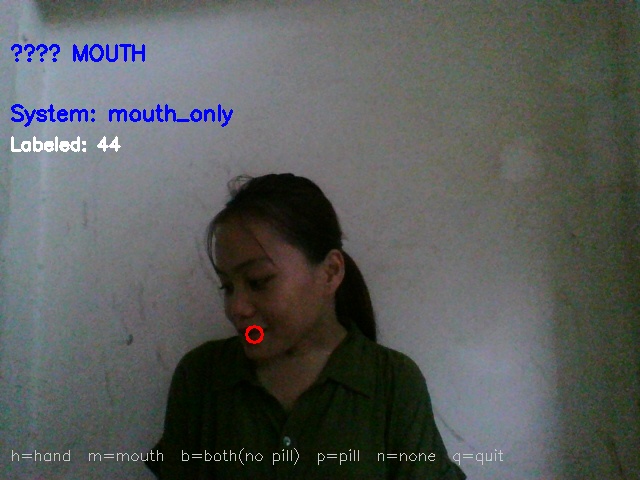 ???? MOUTH
System: mouth_only
Labeled: 44
h=hand m=mouth b=both(no pill) p=pill n=none q=quit